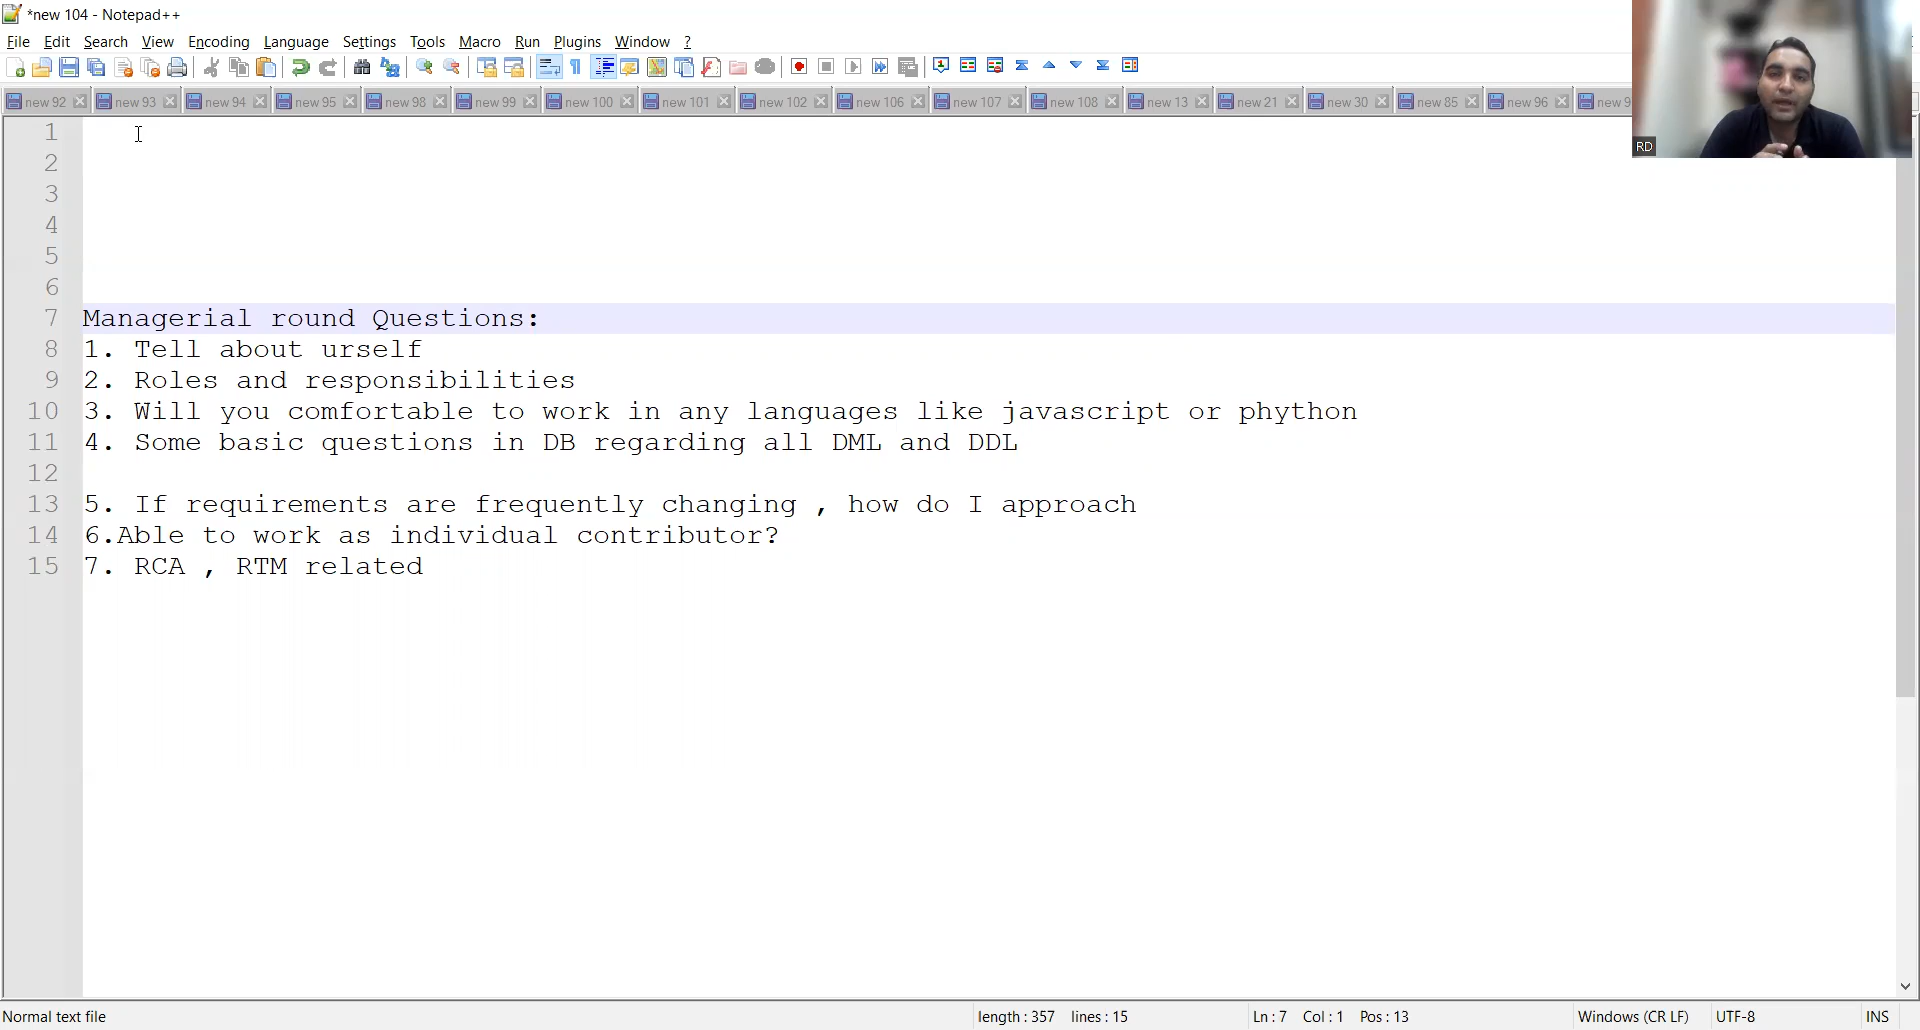 *new 104 - Notepad++
File Edit Search View Encoding Language Settings Tools Macro Run Plugins Window ?
new 92 new 93 new 94 new 95 new 98 new 99 new 100 new 101 new 102 new 106 new 107 new 108 new 13 new 21 new 30 new 85 new 96 new 9
RD
1
2
3
4
5
6
7 Managerial round Questions:
8 1. Tell about urself
9 2. Roles and responsibilities
10 3. Will you comfortable to work in any languages like javascript or phython
11 4. Some basic questions in DB regarding all DML and DDL
12
13 5. If requirements are frequently changing , how do I approach
14 6.Able to work as individual contributor?
15 7. RCA , RTM related
Normal text file length : 357 lines : 15 Ln : 7 Col : 1 Pos : 13 Windows (CR LF) UTF-8 INS